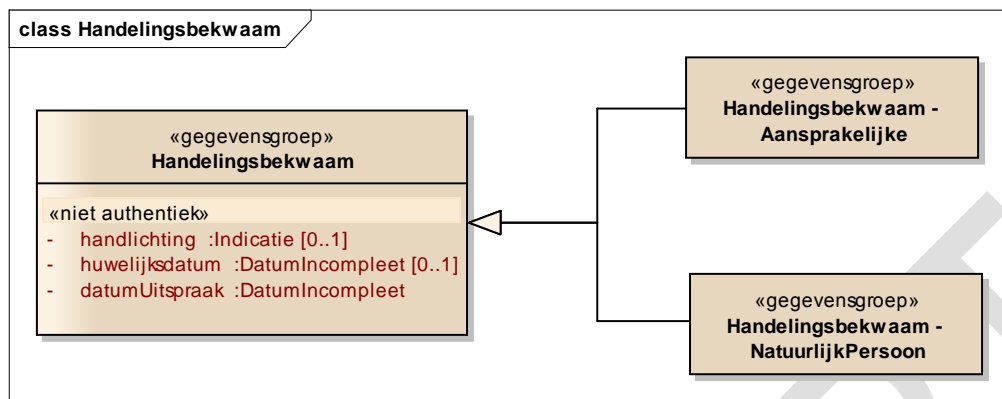 class Handelingsbekwaam
«gegevensgroep»
Handelingsbekwaam
«niet authentiek»
- handlichting :Indicatie [0..1]
- huwelijksdatum :DatumIncompleet [0..1]
- datumUitspraak :DatumIncompleet
«gegevensgroep»
Handelingsbekwaam -
Aansprakelijke
«gegevensgroep»
Handelingsbekwaam -
NatuurlijkPersoon